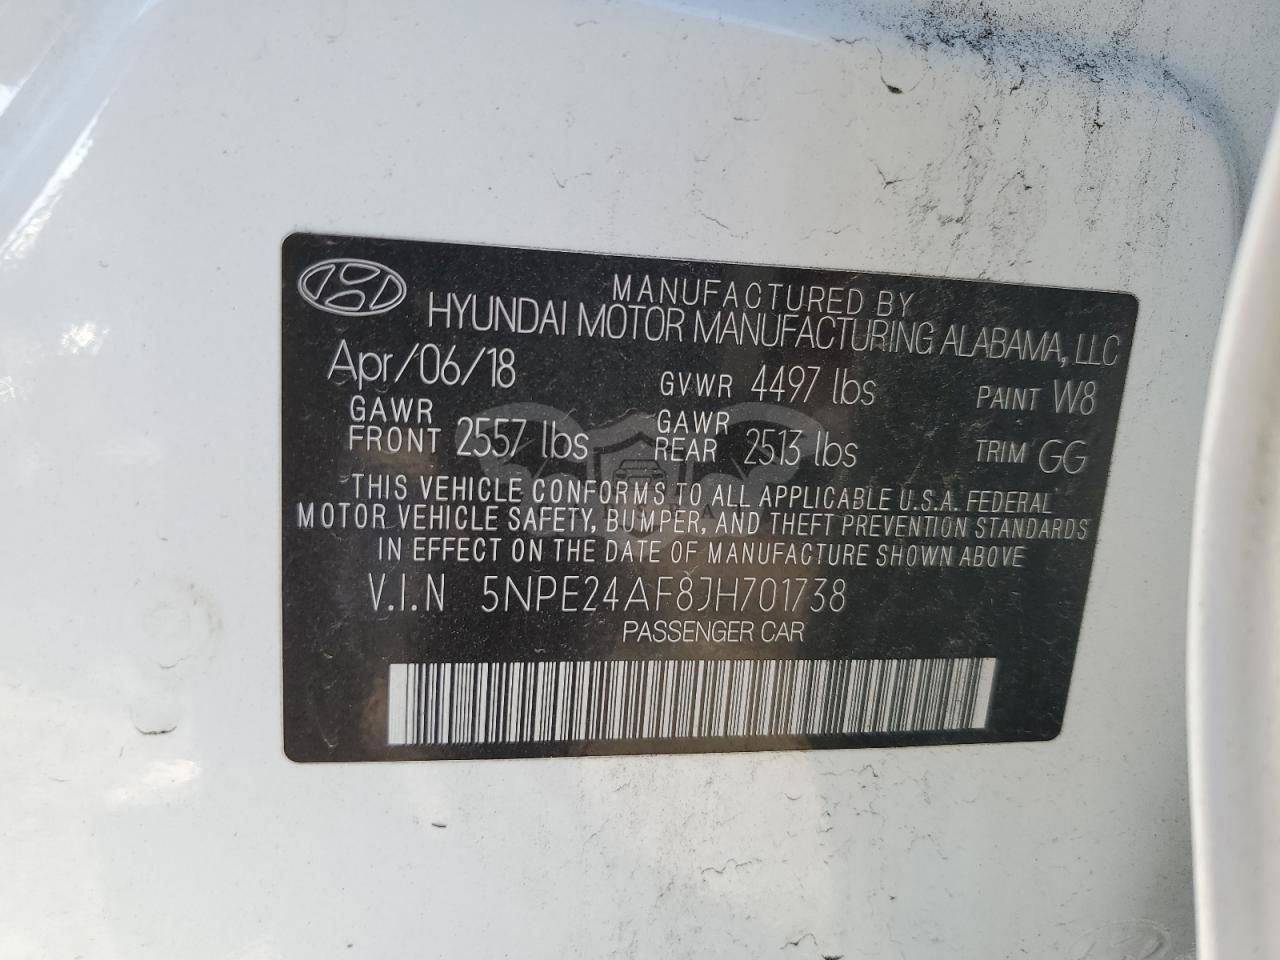 MANUFACTURED BY
HYUNDAI MOTOR MANUFACTURING ALABAMA, LLC
Apr/06/18 GVWR 4497 lbs PAINT W8
GAWR FRONT 2557 lbs GAWR REAR 2513 lbs TRIM GG
THIS VEHICLE CONFORMS TO ALL APPLICABLE U.S.A. FEDERAL
MOTOR VEHICLE SAFETY, BUMPER, AND THEFT PREVENTION STANDARDS
IN EFFECT ON THE DATE OF MANUFACTURE SHOWN ABOVE
V.I.N 5NPE24AF8JH701738
PASSENGER CAR